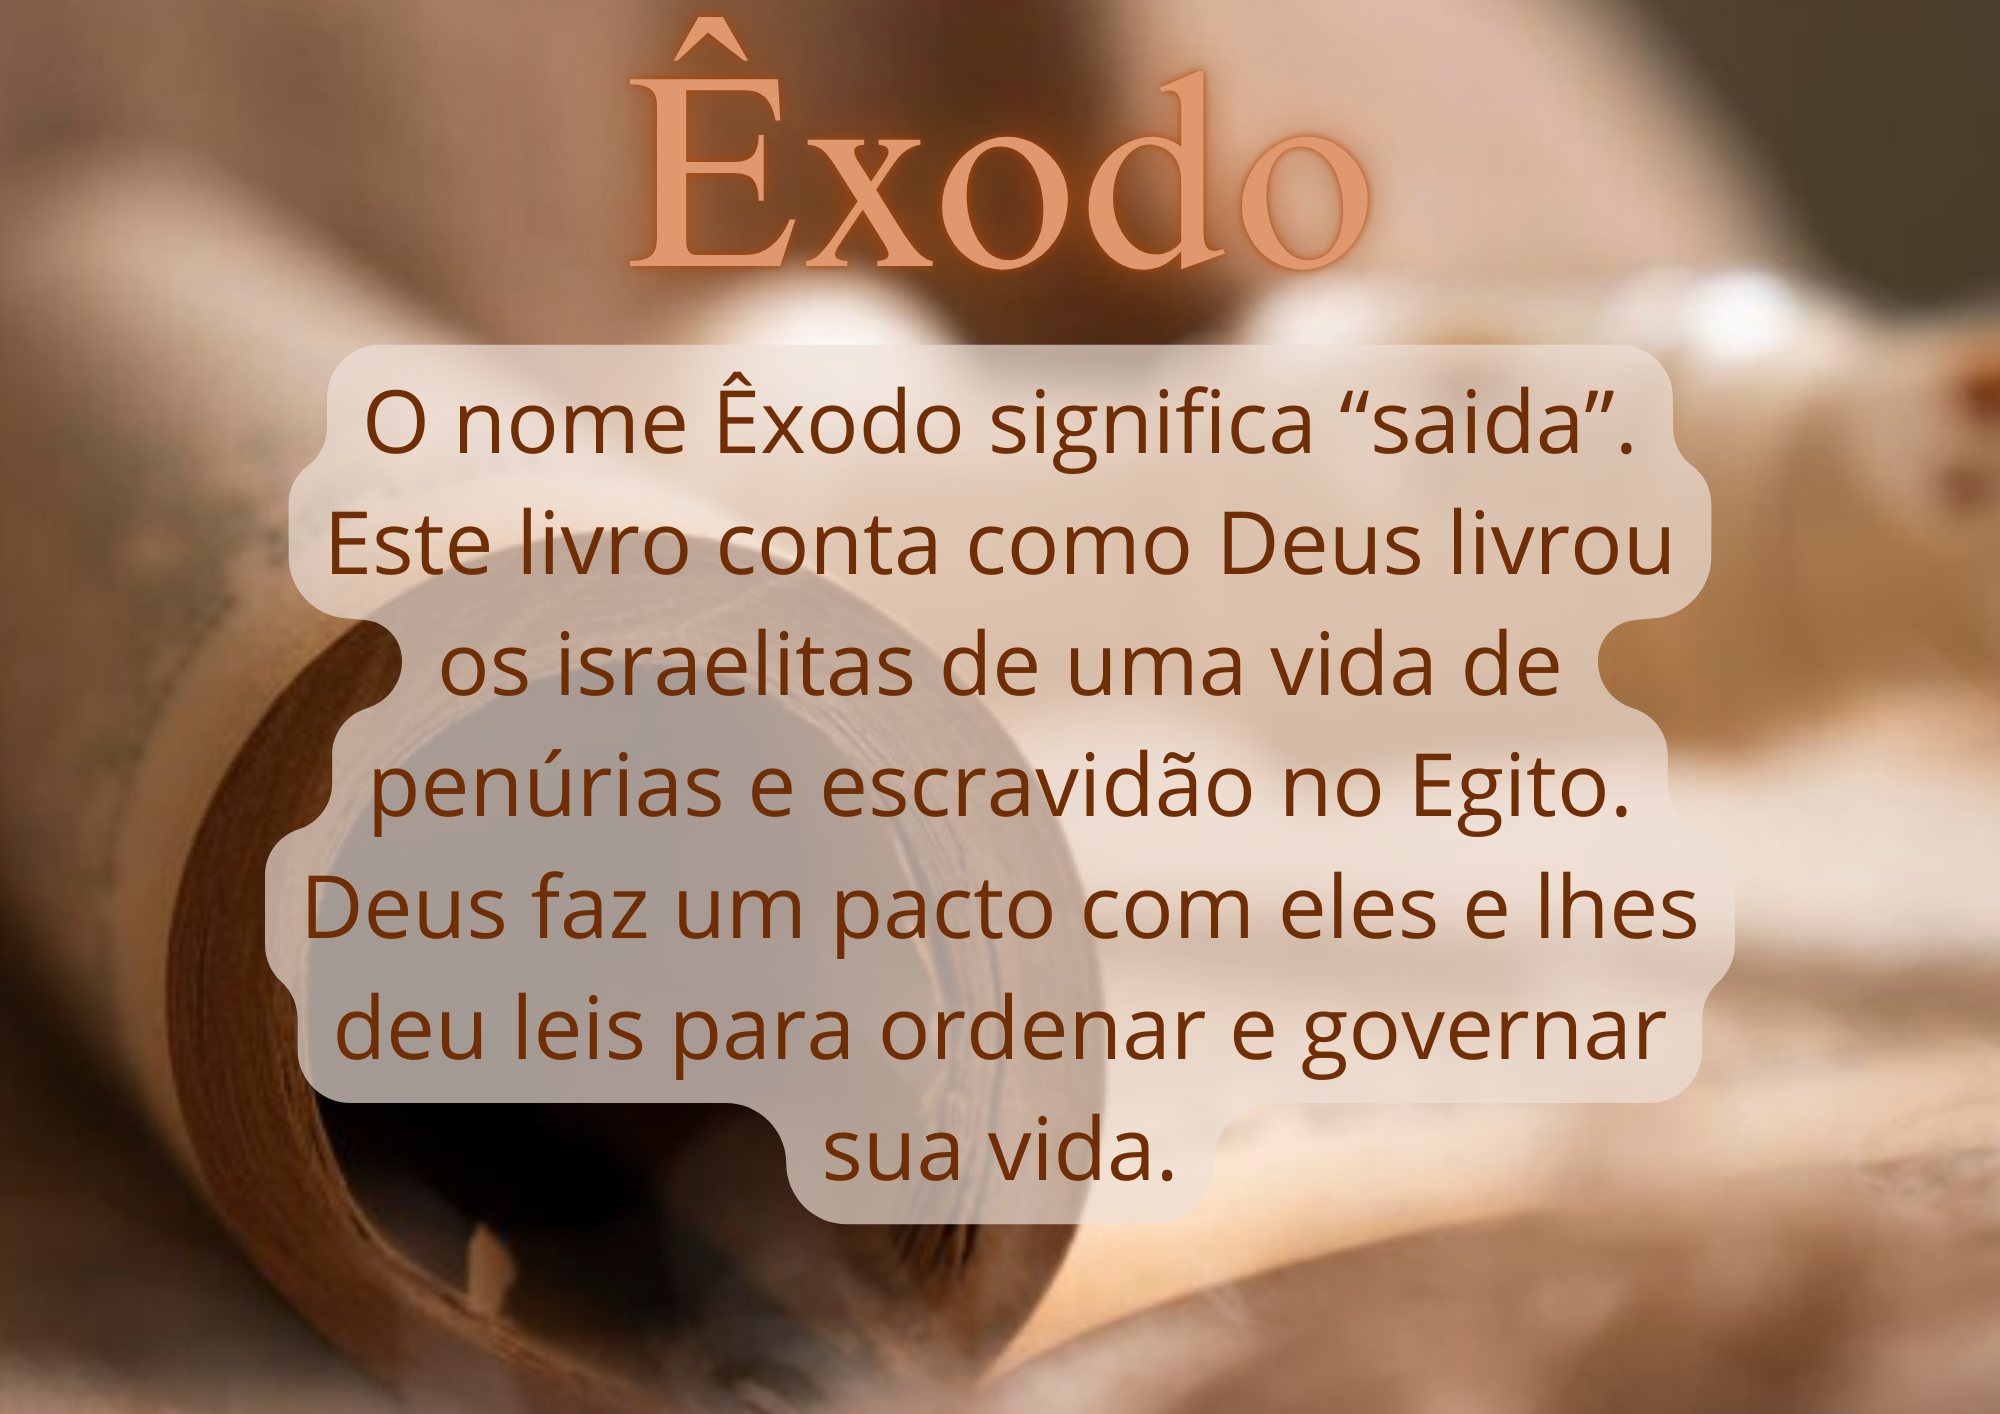 Êxodo
O nome Êxodo significa “saida”.
Este livro conta como Deus livrou
os israelitas de uma vida de
penúrias e escravidão no Egito.
Deus faz um pacto com eles e lhes
deu leis para ordenar e governar
sua vida.